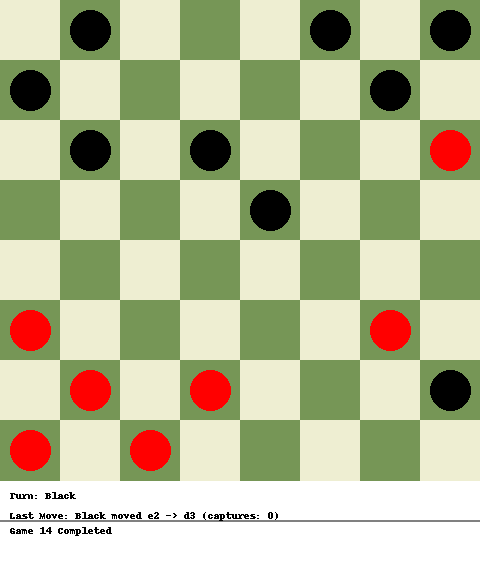 Turn: Black
Last Move: Black moved e2 -> d3 (captures: 0)
Game 14 Completed